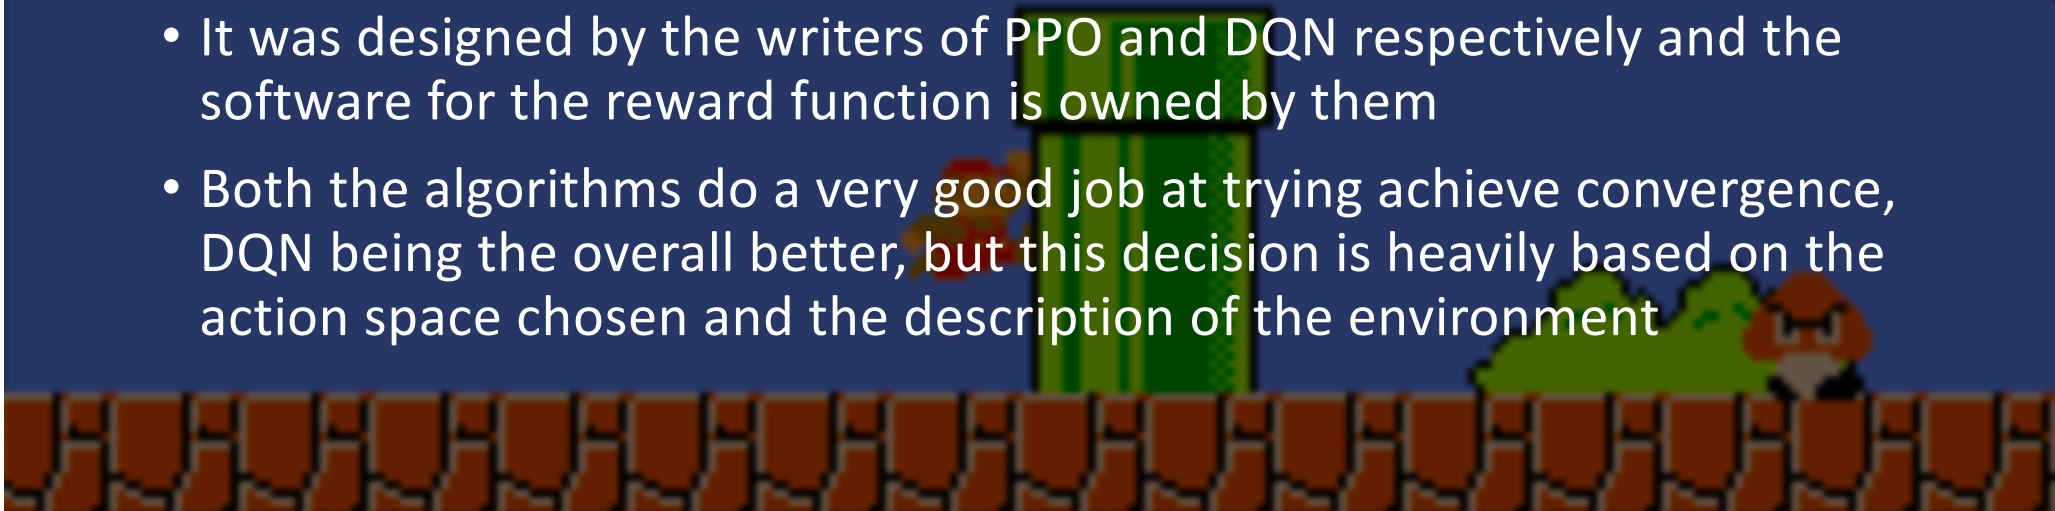 • It was designed by the writers of PPO and DQN respectively and the
software for the reward function is owned by them
• Both the algorithms do a very good job at trying achieve convergence,
DQN being the overall better, but this decision is heavily based on the
action space chosen and the description of the environment